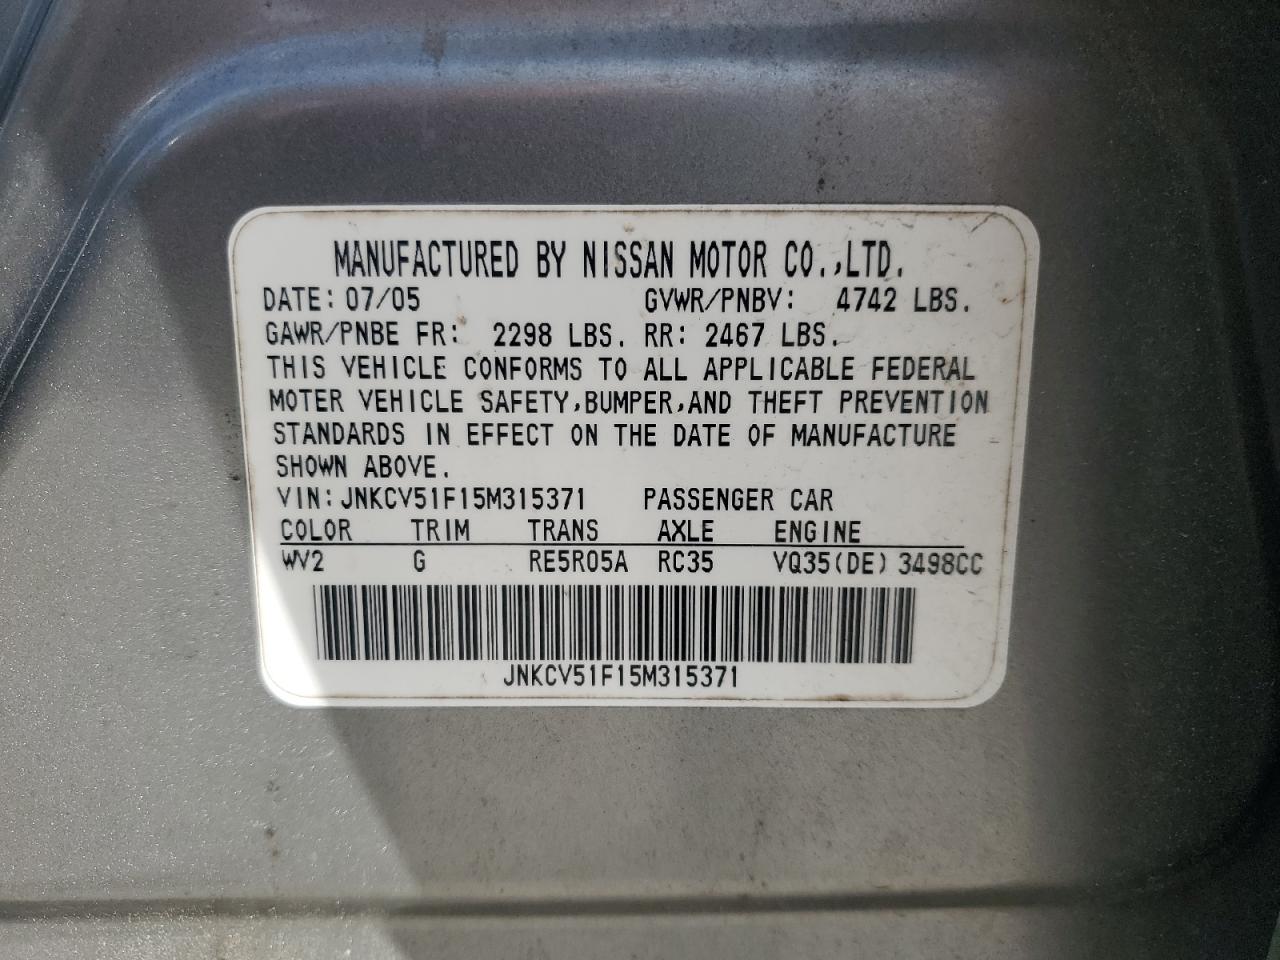 MANUFACTURED BY NISSAN MOTOR CO.,LTD.
DATE: 07/05 GVWR/PNBV: 4742 LBS.
GAWR/PNBE FR: 2298 LBS. RR: 2467 LBS.
THIS VEHICLE CONFORMS TO ALL APPLICABLE FEDERAL
MOTER VEHICLE SAFETY,BUMPER,AND THEFT PREVENTION
STANDARDS IN EFFECT ON THE DATE OF MANUFACTURE
SHOWN ABOVE.
VIN: JNKCV51F15M315371 PASSENGER CAR
COLOR TRIM TRANS AXLE ENGINE
WV2 G RE5R05A RC35 VQ35(DE) 3498CC
JNKCV51F15M315371